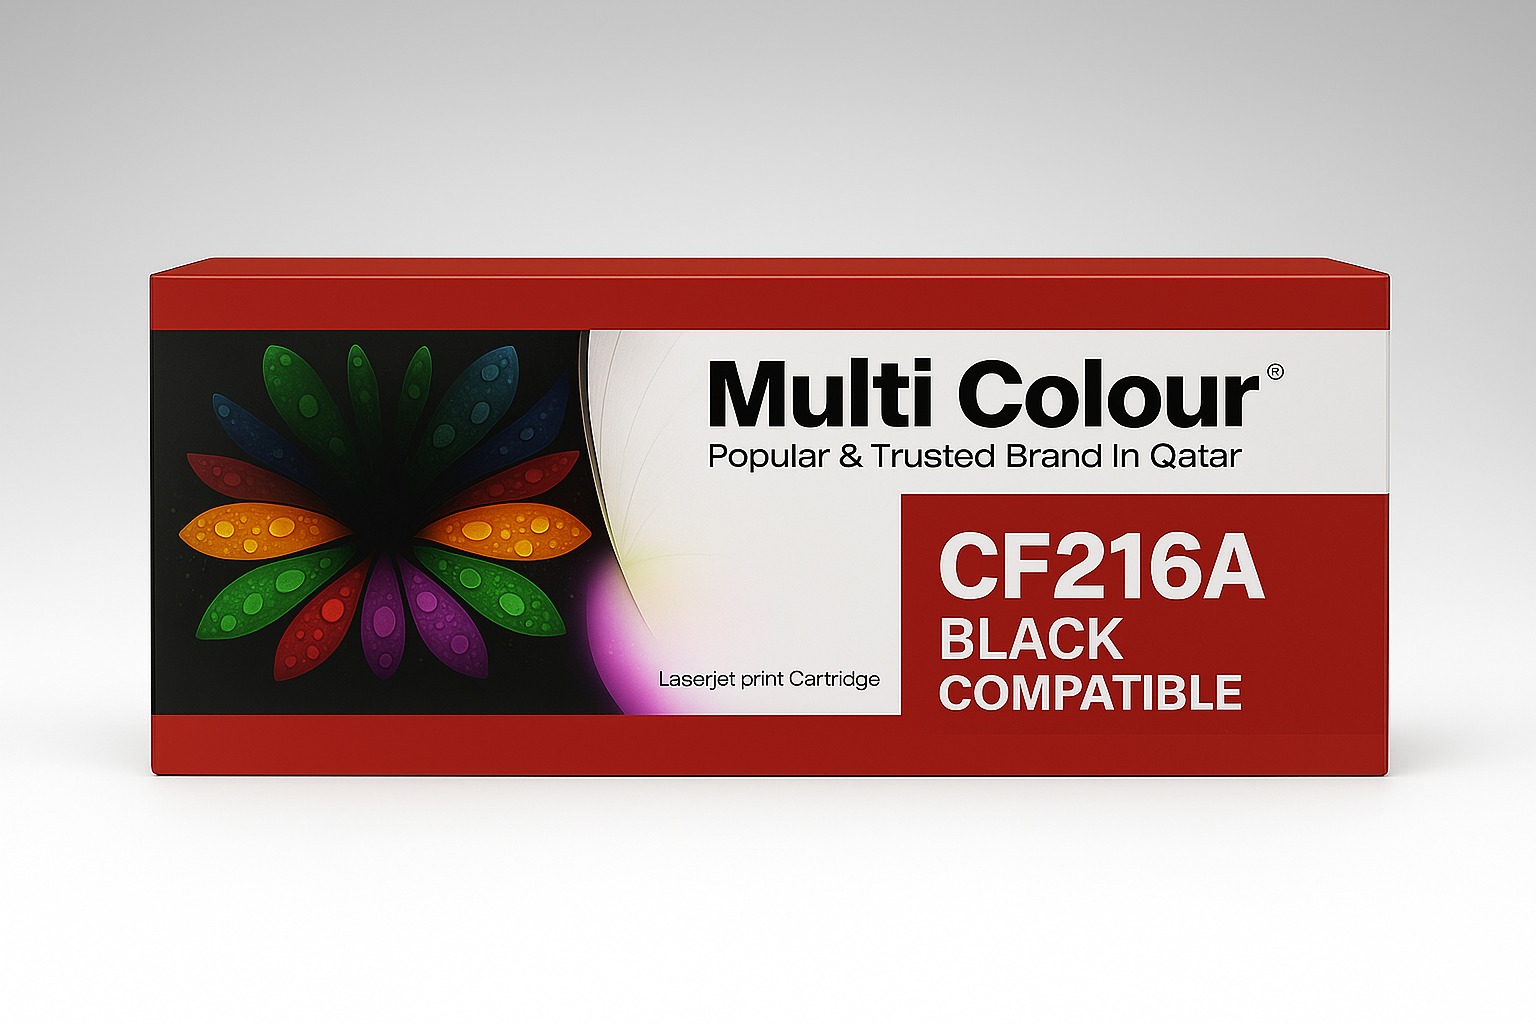 Multi Colour®
Popular & Trusted Brand In Qatar
CF216A
BLACK
COMPATIBLE
Laserjet print Cartridge